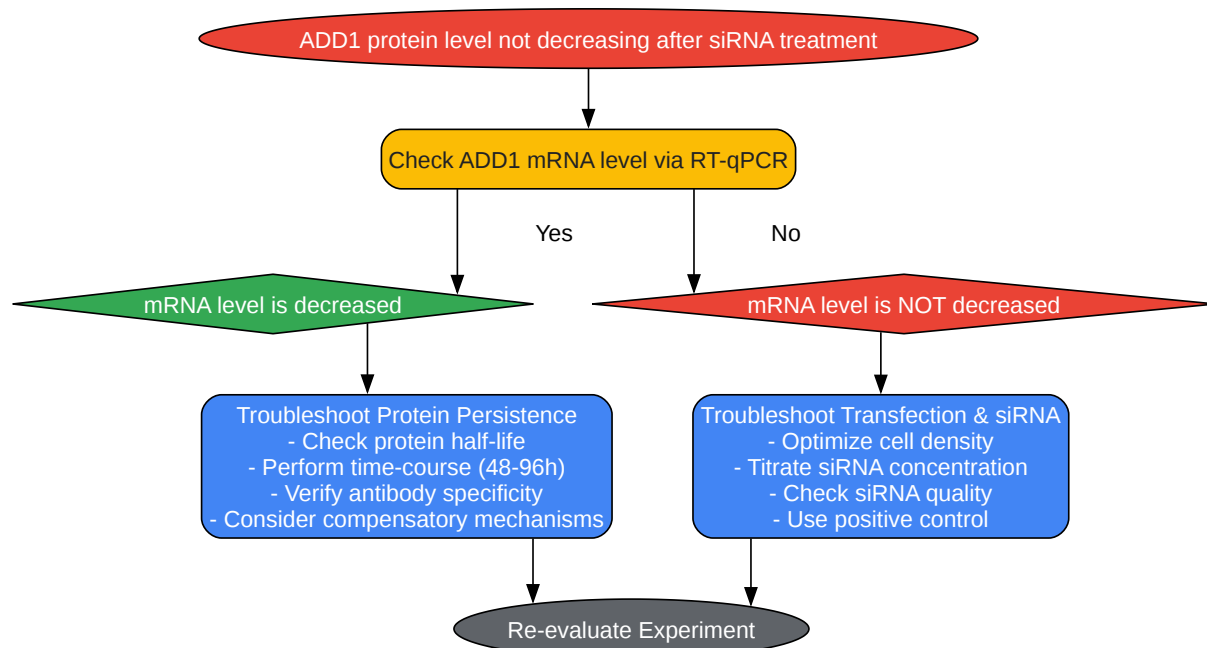 ADD1 protein level not decreasing after siRNA treatment
Check ADD1 mRNA level via RT-qPCR
Yes
No
mRNA level is decreased
mRNA level is NOT decreased
Troubleshoot Protein Persistence
- Check protein half-life
- Perform time-course (48-96h)
- Verify antibody specificity
- Consider compensatory mechanisms
Troubleshoot Transfection & siRNA
- Optimize cell density
- Titrate siRNA concentration
- Check siRNA quality
- Use positive control
Re-evaluate Experiment